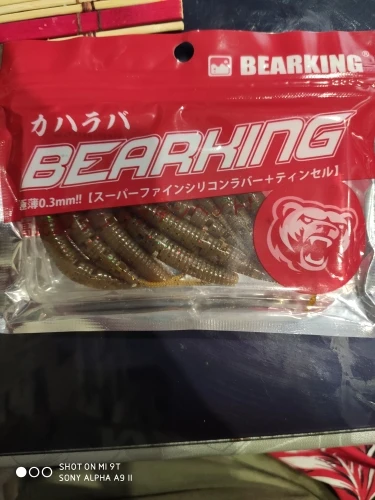 BEARKING®
カハラパ
BEARKING
極薄0.3mm!!【スーパーファインシリコンラバー+ティンセル】
SHOT ON MI 9T
SONY ALPHA A9 II